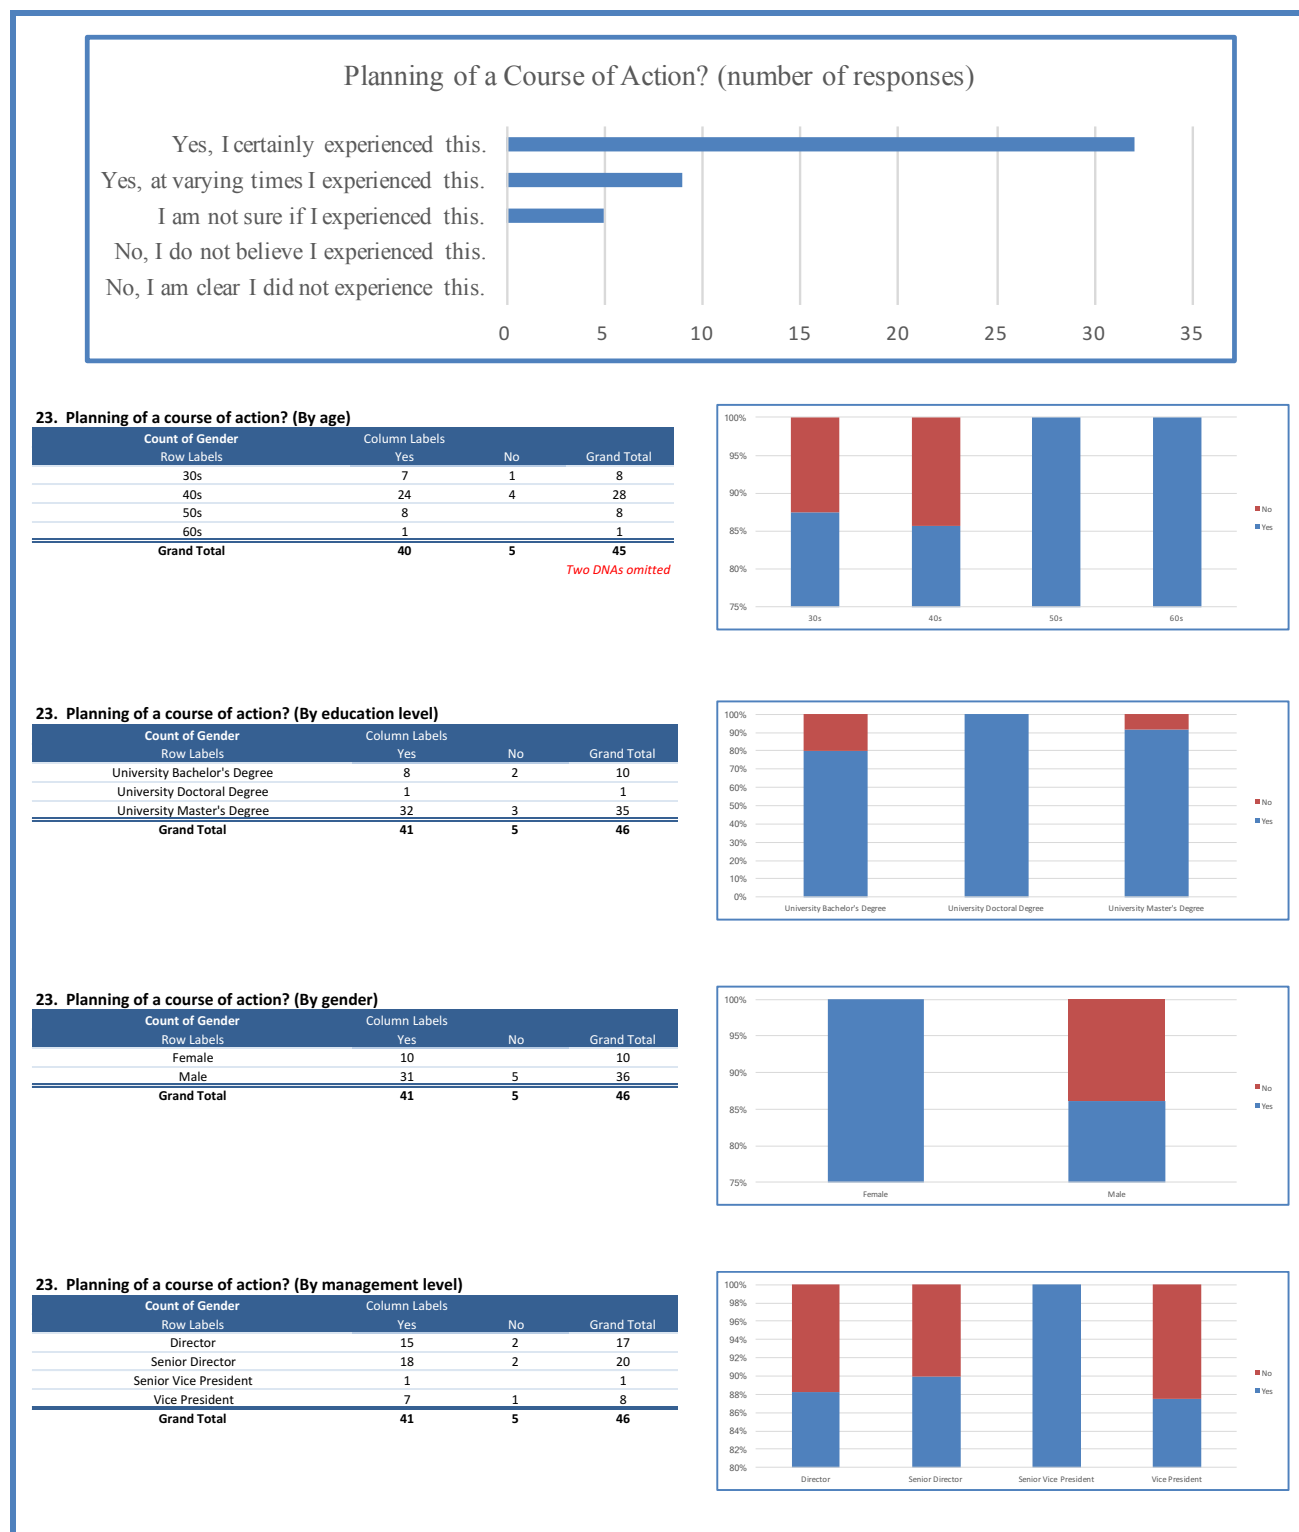 Planning of a Course of Action? (number of responses)
Yes, I certainly experienced this.
Yes, at varying times I experienced this.
I am not sure if I experienced this.
No, I do not believe I experienced this.
No, I am clear I did not experience this.
0 5 10 15 20 25 30 35
23. Planning of a course of action? (By age)
Count of Gender Column Labels
Row Labels Yes No Grand Total
30s 7 1 8
40s 24 4 28
50s 8 8
60s 1 1
Grand Total 40 5 45
Two DNAs omitted
100%
95%
90%
85%
80%
75%
30s 40s 50s 60s
No
Yes
23. Planning of a course of action? (By education level)
Count of Gender Column Labels
Row Labels Yes No Grand Total
University Bachelor's Degree 8 2 10
University Doctoral Degree 1 1
University Master's Degree 32 3 35
Grand Total 41 5 46
100%
90%
80%
70%
60%
50%
40%
30%
20%
10%
0%
University Bachelor's Degree University Doctoral Degree University Master's Degree
No
Yes
23. Planning of a course of action? (By gender)
Count of Gender Column Labels
Row Labels Yes No Grand Total
Female 10 10
Male 31 5 36
Grand Total 41 5 46
100%
95%
90%
85%
80%
75%
Female Male
No
Yes
23. Planning of a course of action? (By management level)
Count of Gender Column Labels
Row Labels Yes No Grand Total
Director 15 2 17
Senior Director 18 2 20
Senior Vice President 1 1
Vice President 7 1 8
Grand Total 41 5 46
100%
98%
96%
94%
92%
90%
88%
86%
84%
82%
80%
Director Senior Director Senior Vice President Vice President
No
Yes